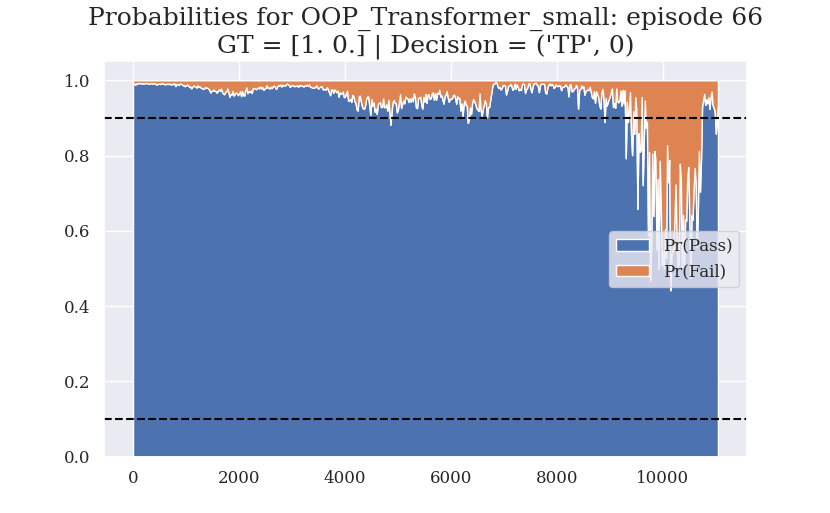 Probabilities for OOP_Transformer_small: episode 66
GT = [1. 0.] | Decision = ('TP', 0)
1.0
0.8
0.6
0.4
0.2
0.0
Pr(Pass)
Pr(Fail)
0 2000 4000 6000 8000 10000